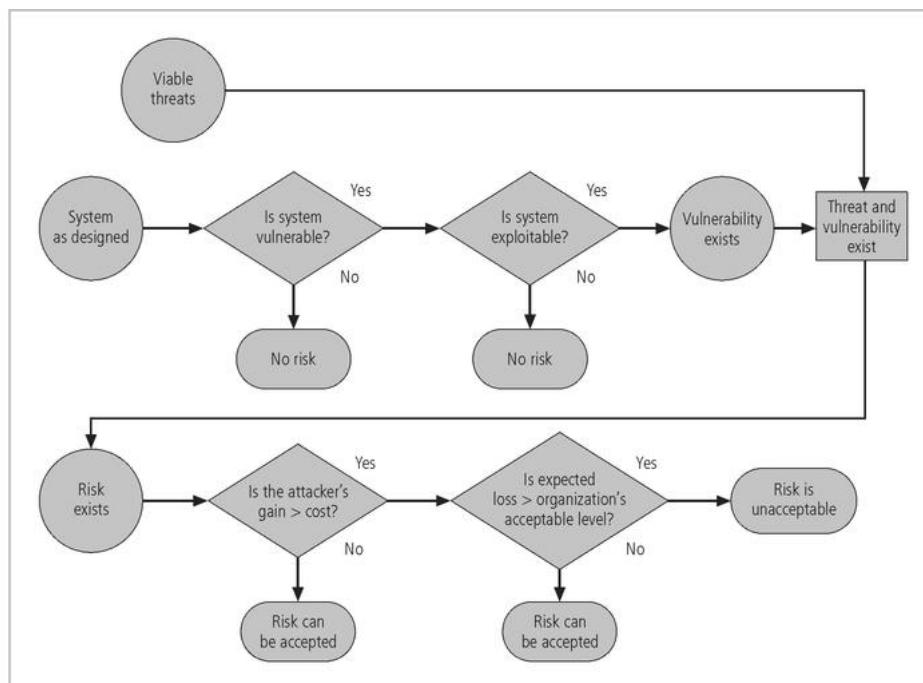 Viable
threats
System
as designed
Is system
vulnerable?
Yes
No
No risk
Is system
exploitable?
Yes
No
No risk
Vulnerability
exists
Threat and
vulnerability
exist
Risk
exists
Is the attacker's
gain > cost?
Yes
No
Risk can
be accepted
Is expected
loss > organization's
acceptable level?
Yes
No
Risk can
be accepted
Risk is
unacceptable